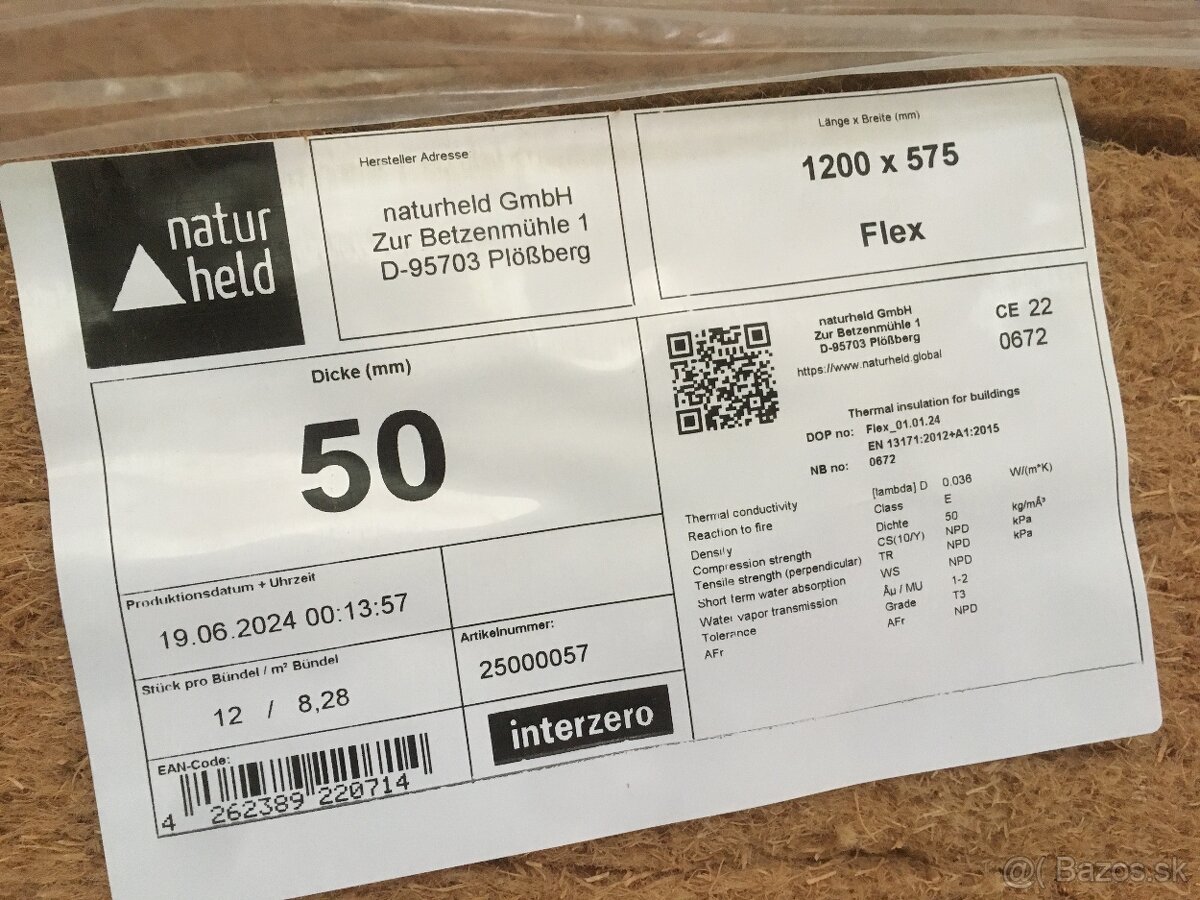 natur
held
Hersteller Adresse
naturheld GmbH
Zur Betzenmühle 1
D-95703 Plößberg
Länge x Breite (mm)
1200 x 575
Flex
Dicke (mm)
50
naturheld GmbH
Zur Betzenmühle 1
D-95703 Plößberg
https://www.naturheld.global
CE 22
0672
Thermal insulation for buildings
DOP no: Flex_01.01.24
EN 13171:2012+A1:2015
NB no: 0672
Thermal conductivity [lambda] D 0.036 W/(m*K)
Reaction to fire Class E
Density Dichte 50 kg/mÂ³
Compression strength CS(10/Y) NPD kPa
Tensile strength (perpendicular) TR NPD kPa
Short term water absorption WS NPD
Water vapor transmission Âµ / MU 1-2
Tolerance Grade T3
AFr AFr NPD
Produktionsdatum + Uhrzeit
19.06.2024 00:13:57
Stück pro Bündel / m² Bündel
12 / 8,28
Artikelnummer:
25000057
EAN-Code:
4 262389 220714
interzero
@( Bazos.sk